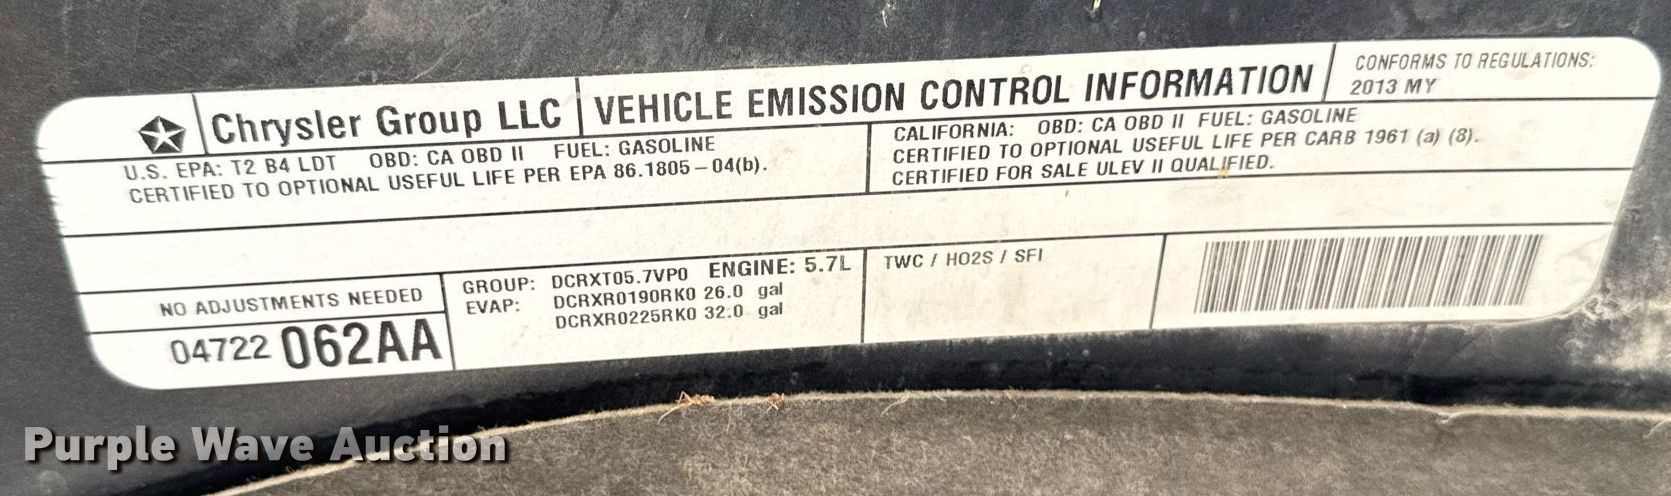 Chrysler Group LLC
VEHICLE EMISSION CONTROL INFORMATION
CONFORMS TO REGULATIONS:
2013 MY
U.S. EPA: T2 B4 LDT OBD: CA OBD II FUEL: GASOLINE
CERTIFIED TO OPTIONAL USEFUL LIFE PER EPA 86.1805-04(b).
CALIFORNIA: OBD: CA OBD II FUEL: GASOLINE
CERTIFIED TO OPTIONAL USEFUL LIFE PER CARB 1961 (a) (8).
CERTIFIED FOR SALE ULEV II QUALIFIED.
NO ADJUSTMENTS NEEDED
04722 062AA
GROUP: DCRXT05.7VP0 ENGINE: 5.7L
EVAP: DCRXR0190RK0 26.0 gal
DCRXR0225RK0 32.0 gal
TWC / HO2S / SFI
Purple Wave Auction